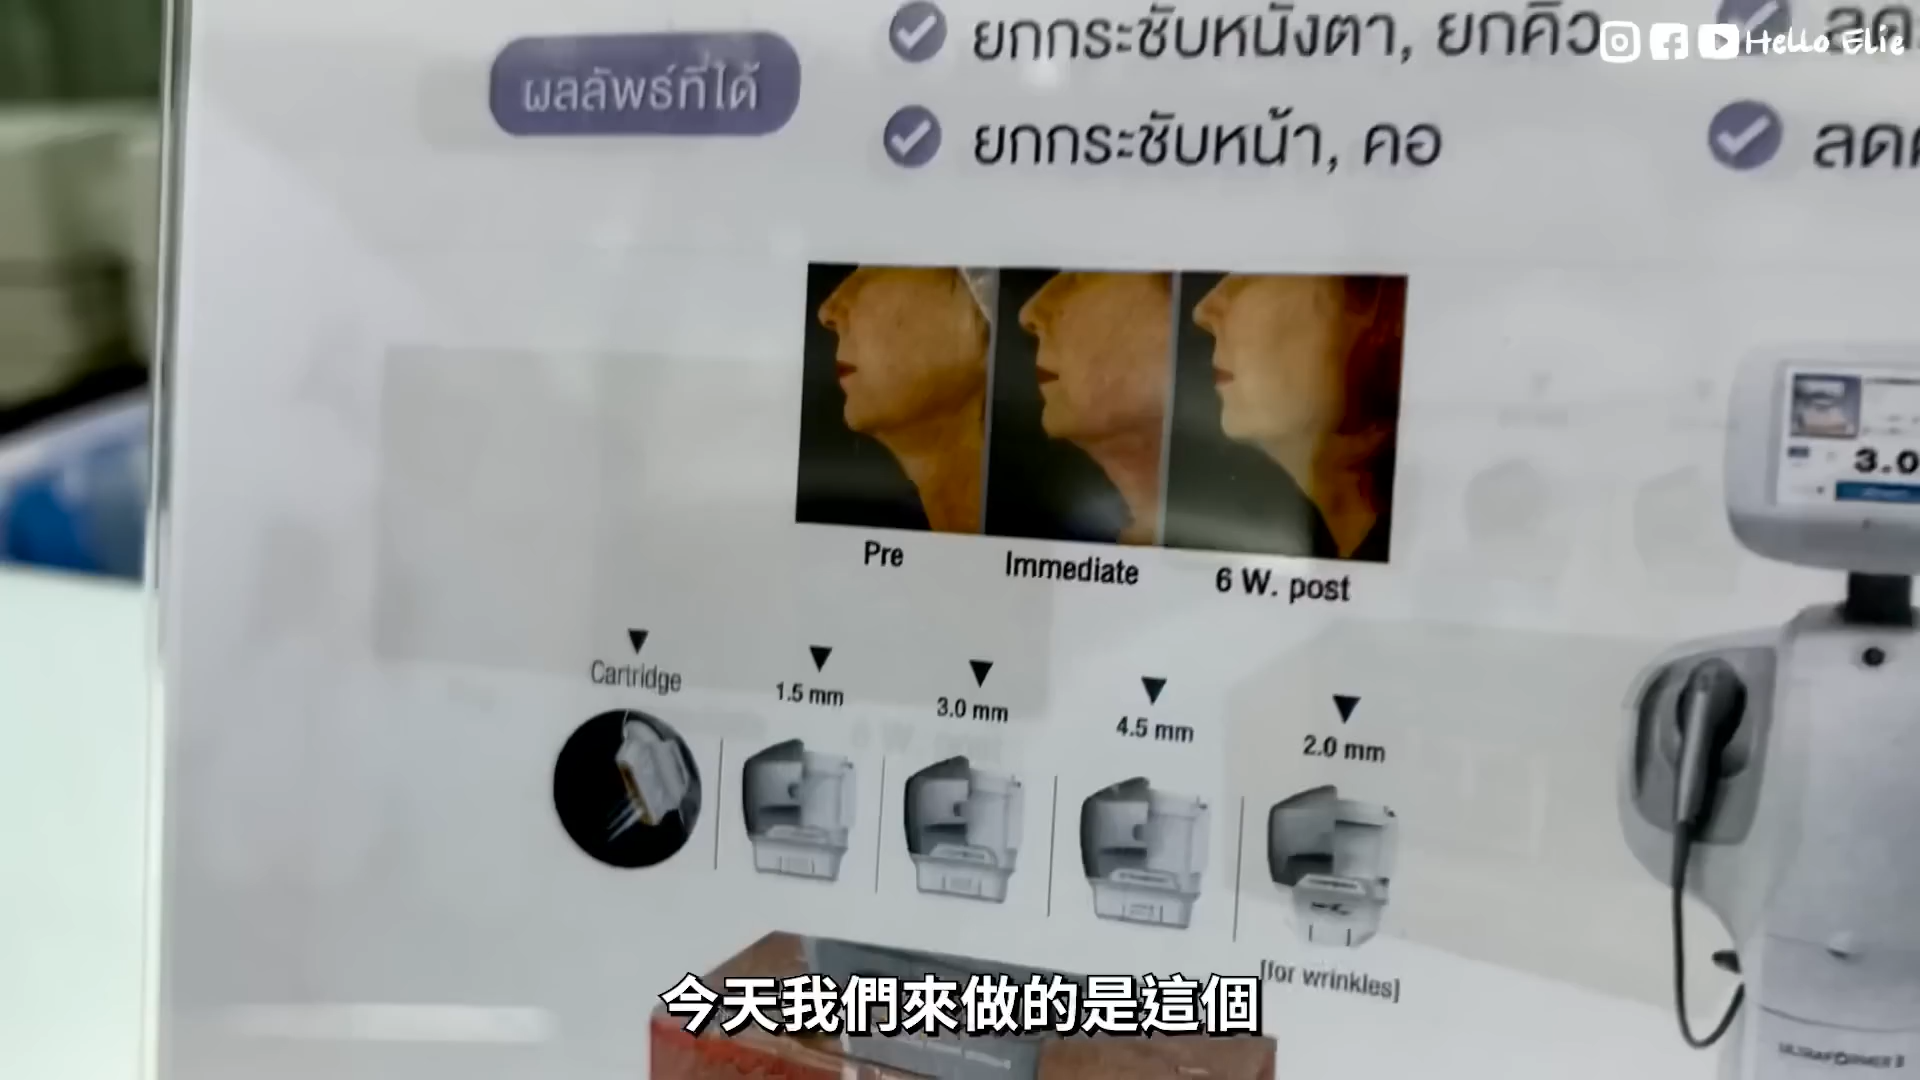 ผลลัพธ์ที่ได้
ยกกระชับหนังตา, ยกคิ้ว
ยกกระชับหน้า, คอ
Hello Elie
Pre
Immediate
6 W. post
3.0
Cartridge
1.5 mm
3.0 mm
4.5 mm
2.0 mm
[for wrinkles]
今天我們來做的是這個